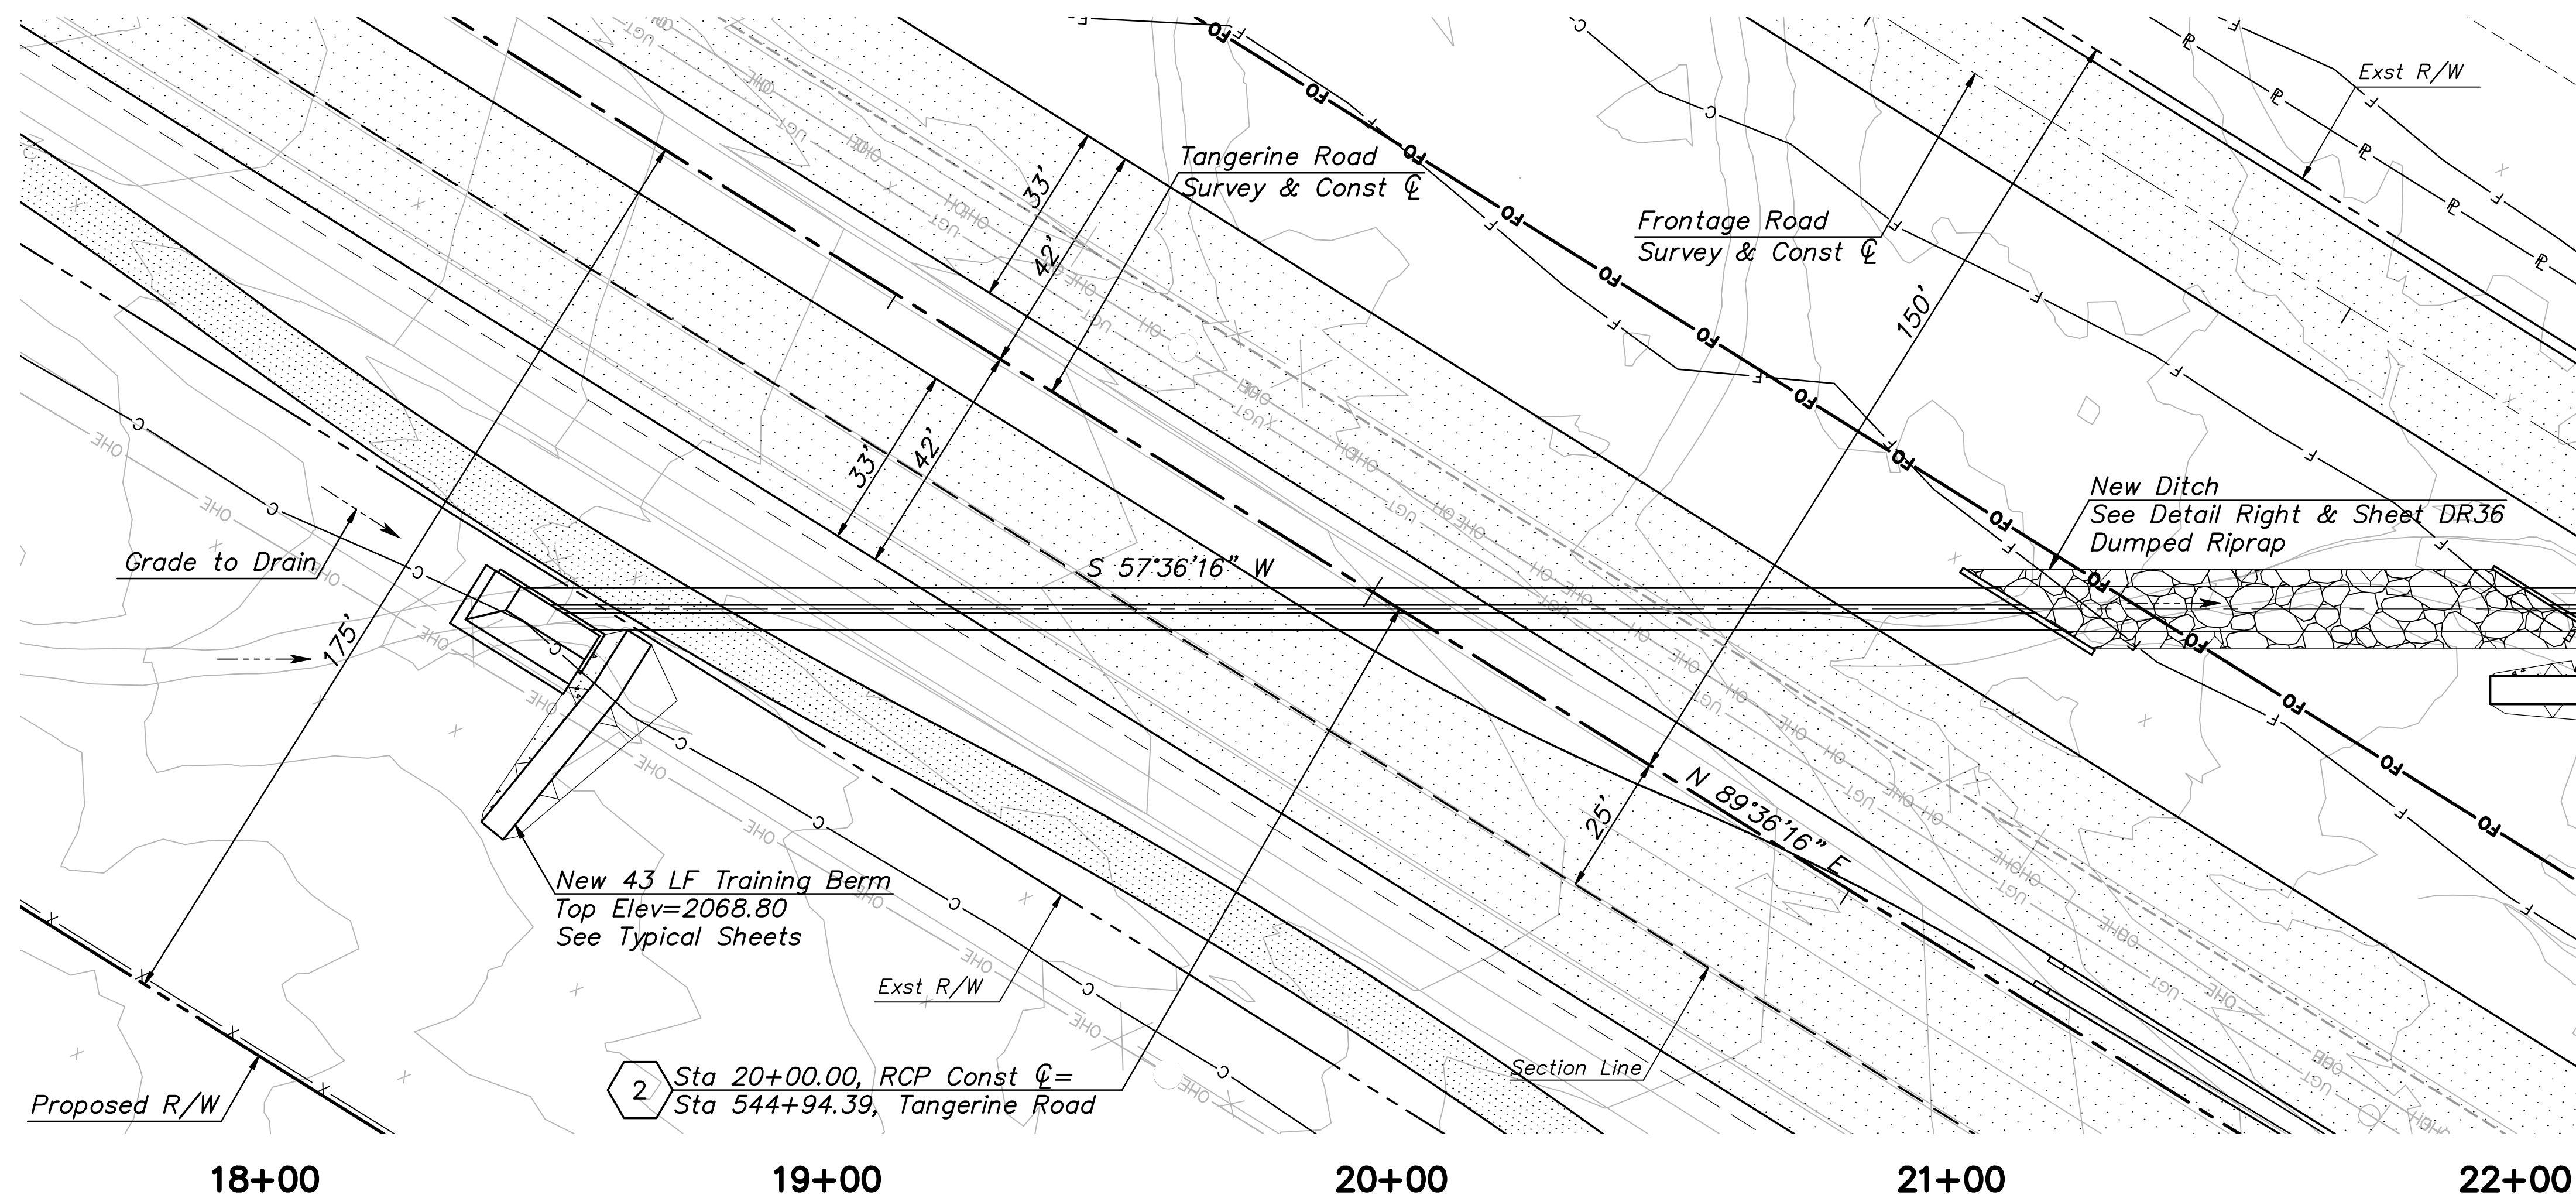 Exst R/W
Tangerine Road
Survey & Const ℄
33'
42'
Frontage Road
Survey & Const ℄
150'
33'
42'
New Ditch
See Detail Right & Sheet DR36
Dumped Riprap
Grade to Drain
S 57°36'16" W
175'
N 89°36'16" E
25'
New 43 LF Training Berm
Top Elev=2068.80
See Typical Sheets
Exst R/W
Section Line
2
Sta 20+00.00, RCP Const ℄=
Sta 544+94.39, Tangerine Road
Proposed R/W
18+00 19+00 20+00 21+00 22+00